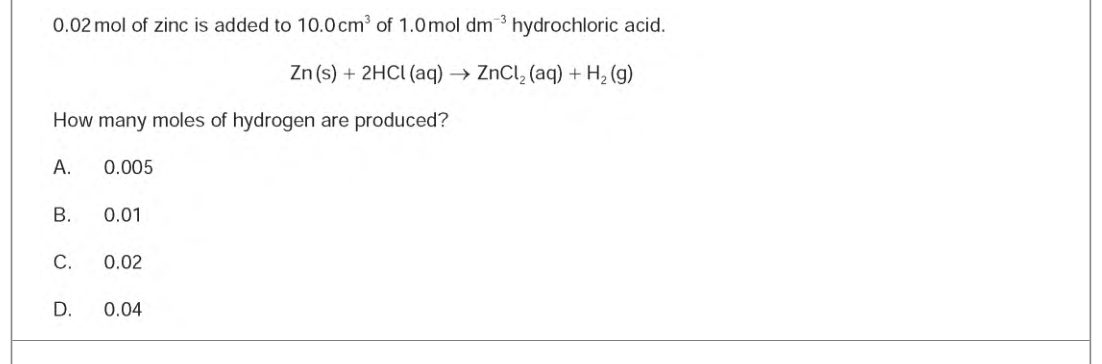 0.02 mol of zinc is added to 10.0 cm³ of 1.0 mol dm⁻³ hydrochloric acid.
Zn (s) + 2HCl (aq) → ZnCl₂ (aq) + H₂ (g)
How many moles of hydrogen are produced?
A. 0.005
B. 0.01
C. 0.02
D. 0.04